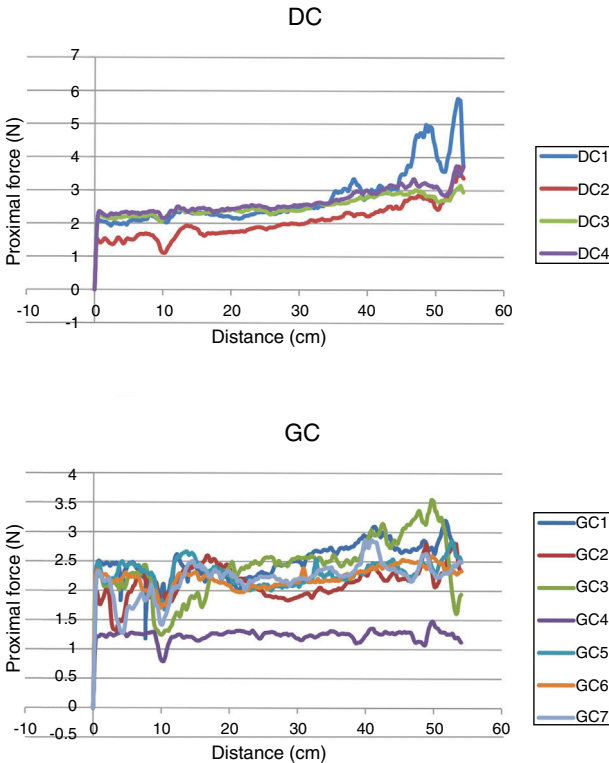 DC
7
6
5
4
3
2
1
0
-1
Proximal force (N)
-10 0 10 20 30 40 50 60
Distance (cm)
DC1
DC2
DC3
DC4
GC
4
3.5
3
2.5
2
1.5
1
0.5
0
-0.5
Proximal force (N)
-10 0 10 20 30 40 50 60
Distance (cm)
GC1
GC2
GC3
GC4
GC5
GC6
GC7